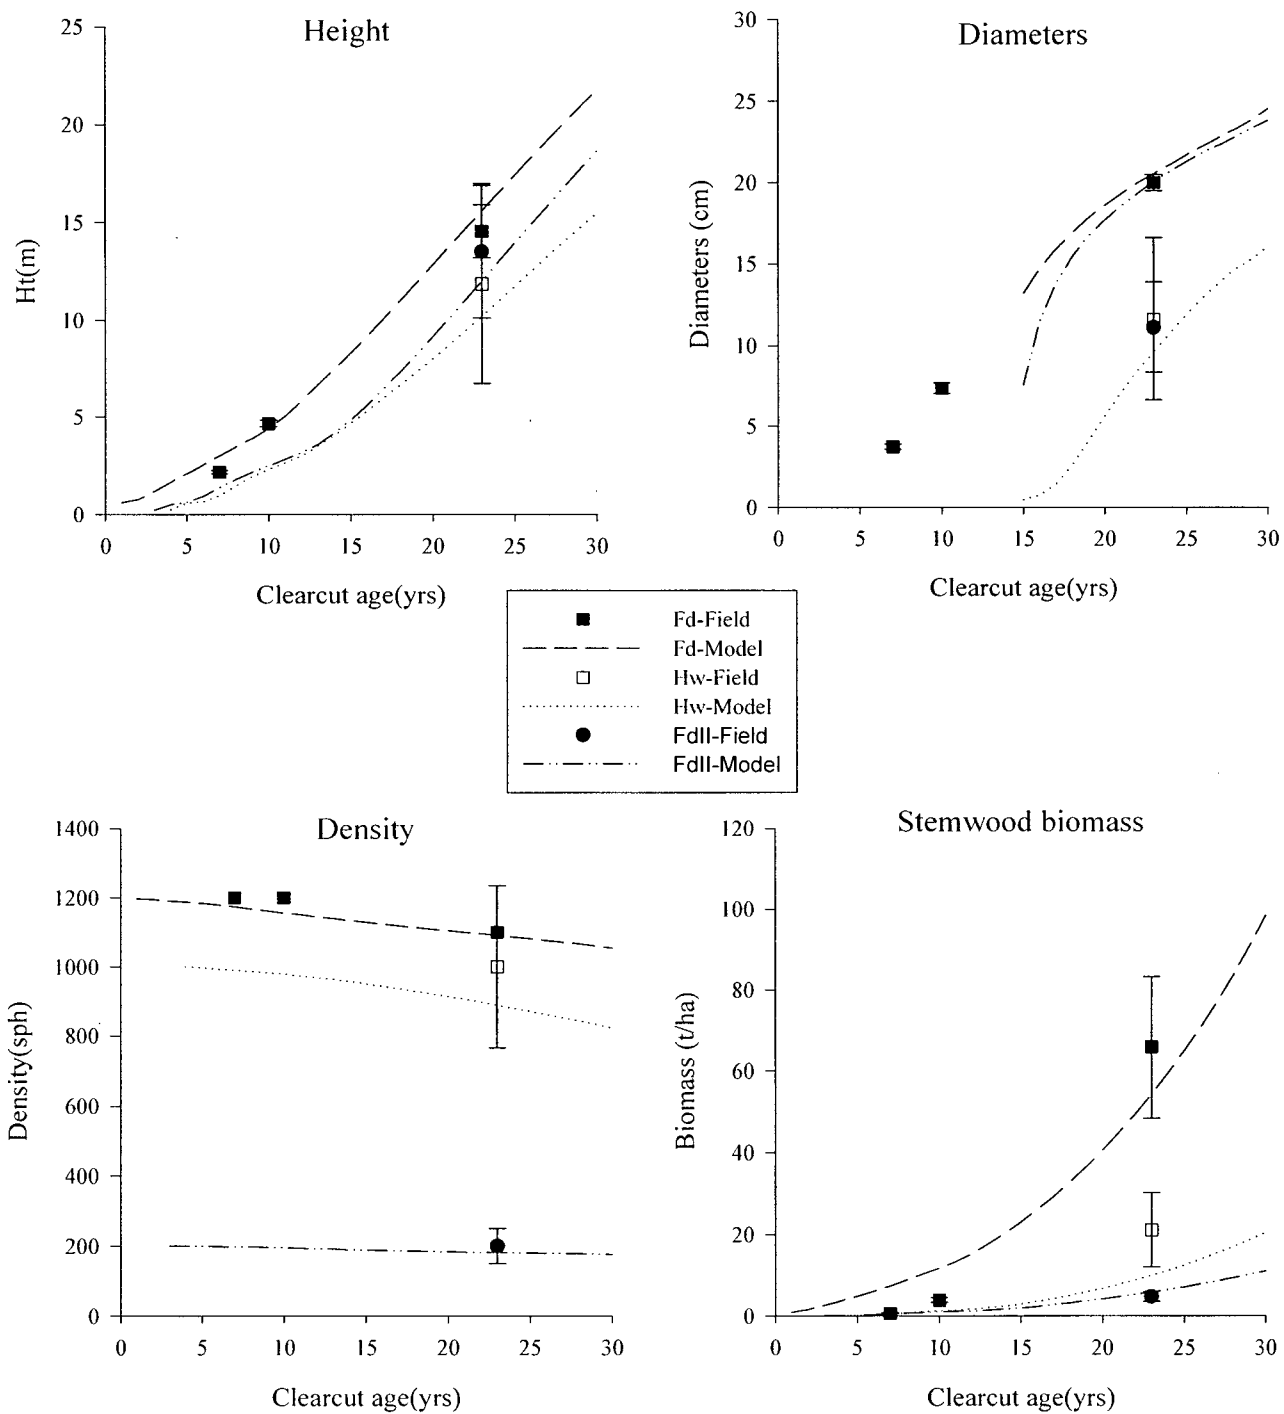 Height
25
20
15
10
5
0
Ht(m)
0 5 10 15 20 25 30
Clearcut age(yrs)
Diameters
30
25
20
15
10
5
0
Diameters (cm)
0 5 10 15 20 25 30
Clearcut age(yrs)
Fd-Field
Fd-Model
Hw-Field
Hw-Model
FdII-Field
FdII-Model
Density
1400
1200
1000
800
600
400
200
0
Density(sph)
0 5 10 15 20 25 30
Clearcut age(yrs)
Stemwood biomass
120
100
80
60
40
20
0
Biomass (t/ha)
0 5 10 15 20 25 30
Clearcut age(yrs)